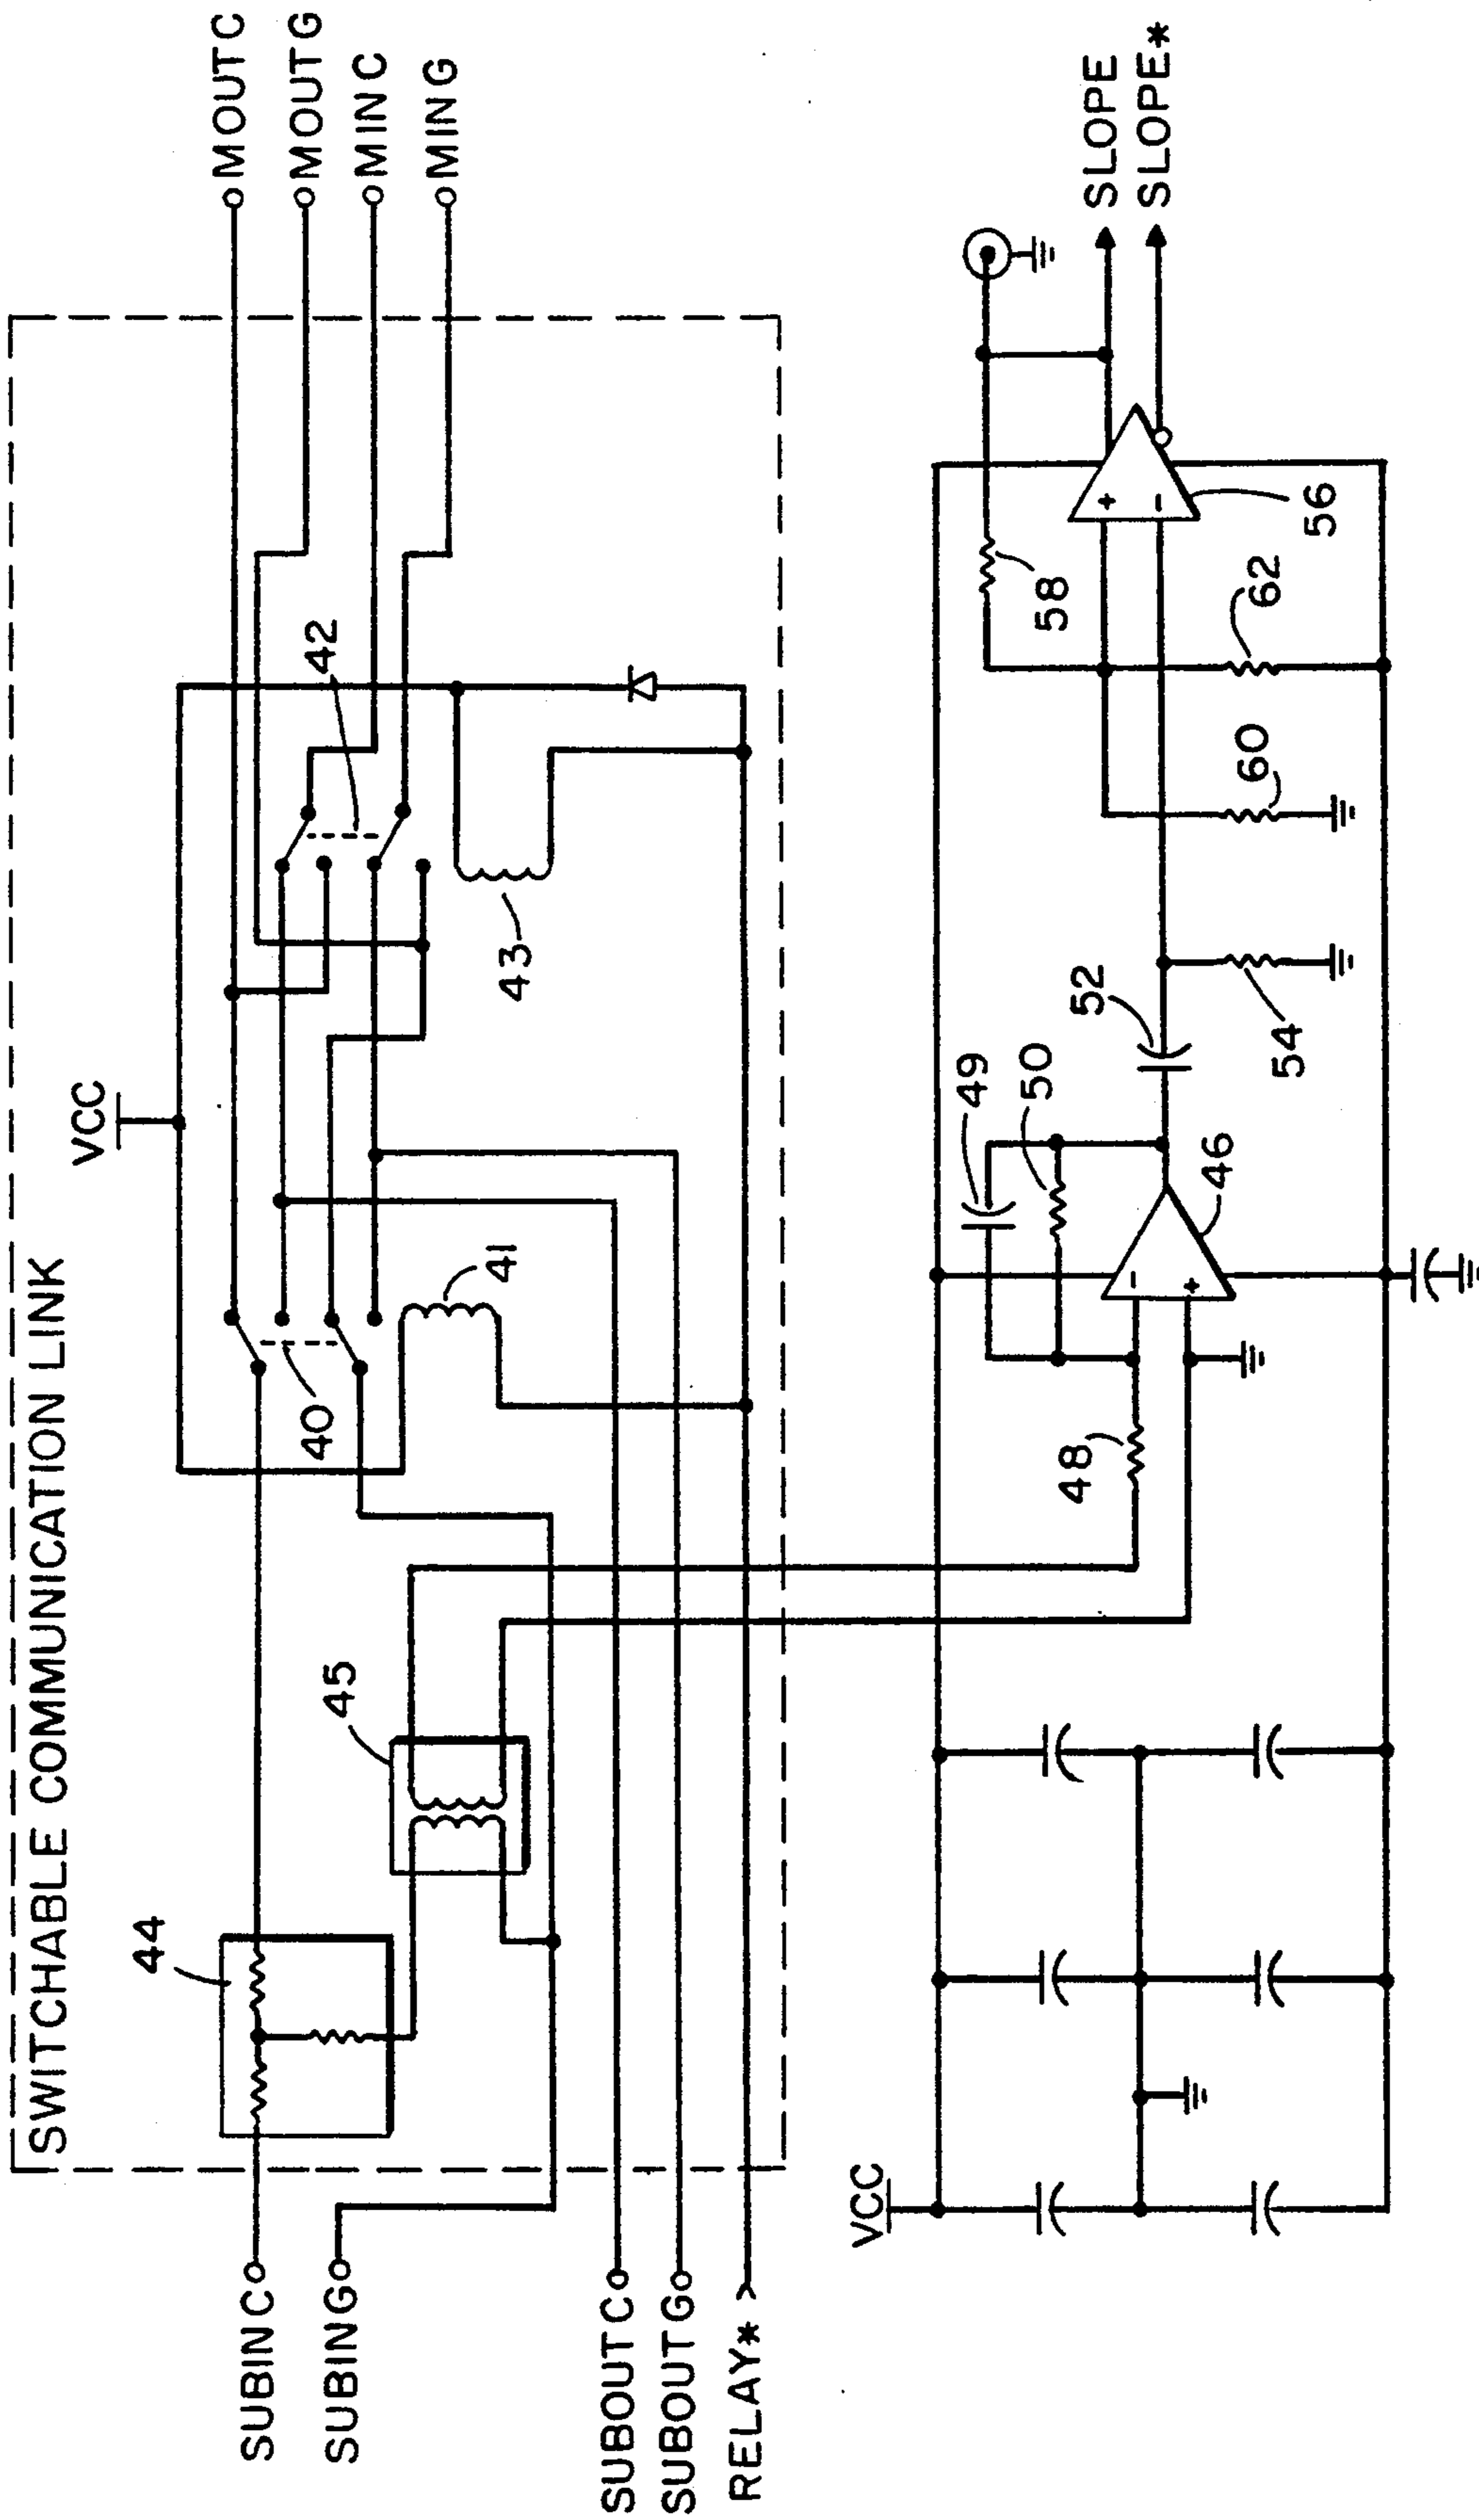 SWITCHABLE COMMUNICATION LINK
VCC
44
45
40
41
42
43
SUBINC
SUBING
SUBOUTC
SUBOUTG
RELAY*
MOUTC
MOUTG
MINC
MING
VCC
48
49
50
46
52
54
58
60
62
56
+
-
-
+
SLOPE
SLOPE*